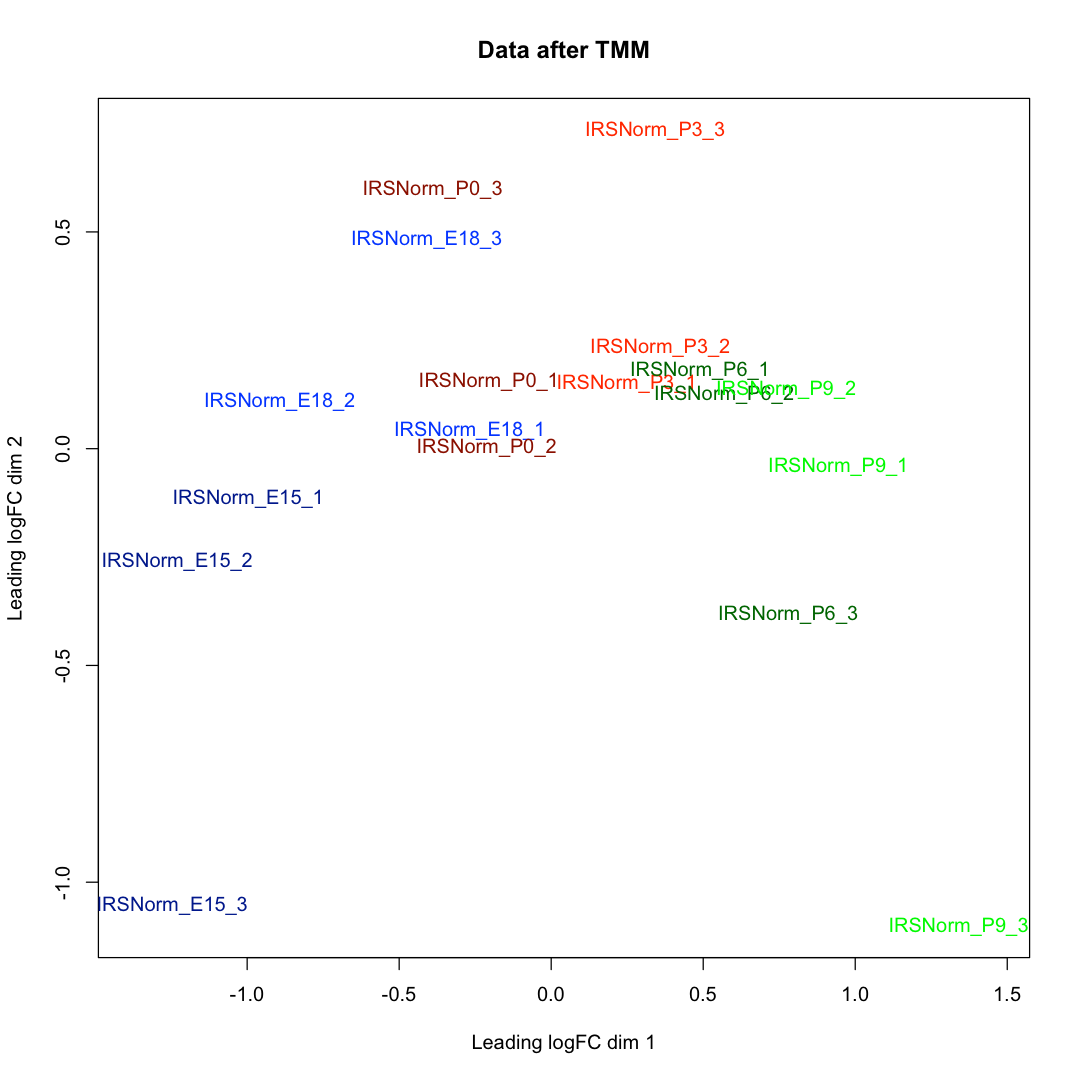 Data after TMM
IRSNorm_P3_3
IRSNorm_P0_3
IRSNorm_E18_3
IRSNorm_P3_2
IRSNorm_P6_1
IRSNorm_P0_1
IRSNorm_P3_1
IRSNorm_P9_2
IRSNorm_P6_2
IRSNorm_E18_2
IRSNorm_E18_1
IRSNorm_P0_2
IRSNorm_P9_1
IRSNorm_E15_1
IRSNorm_E15_2
IRSNorm_P6_3
IRSNorm_E15_3
IRSNorm_P9_3
0.5
0.0
-0.5
-1.0
Leading logFC dim 2
-1.0 -0.5 0.0 0.5 1.0 1.5
Leading logFC dim 1